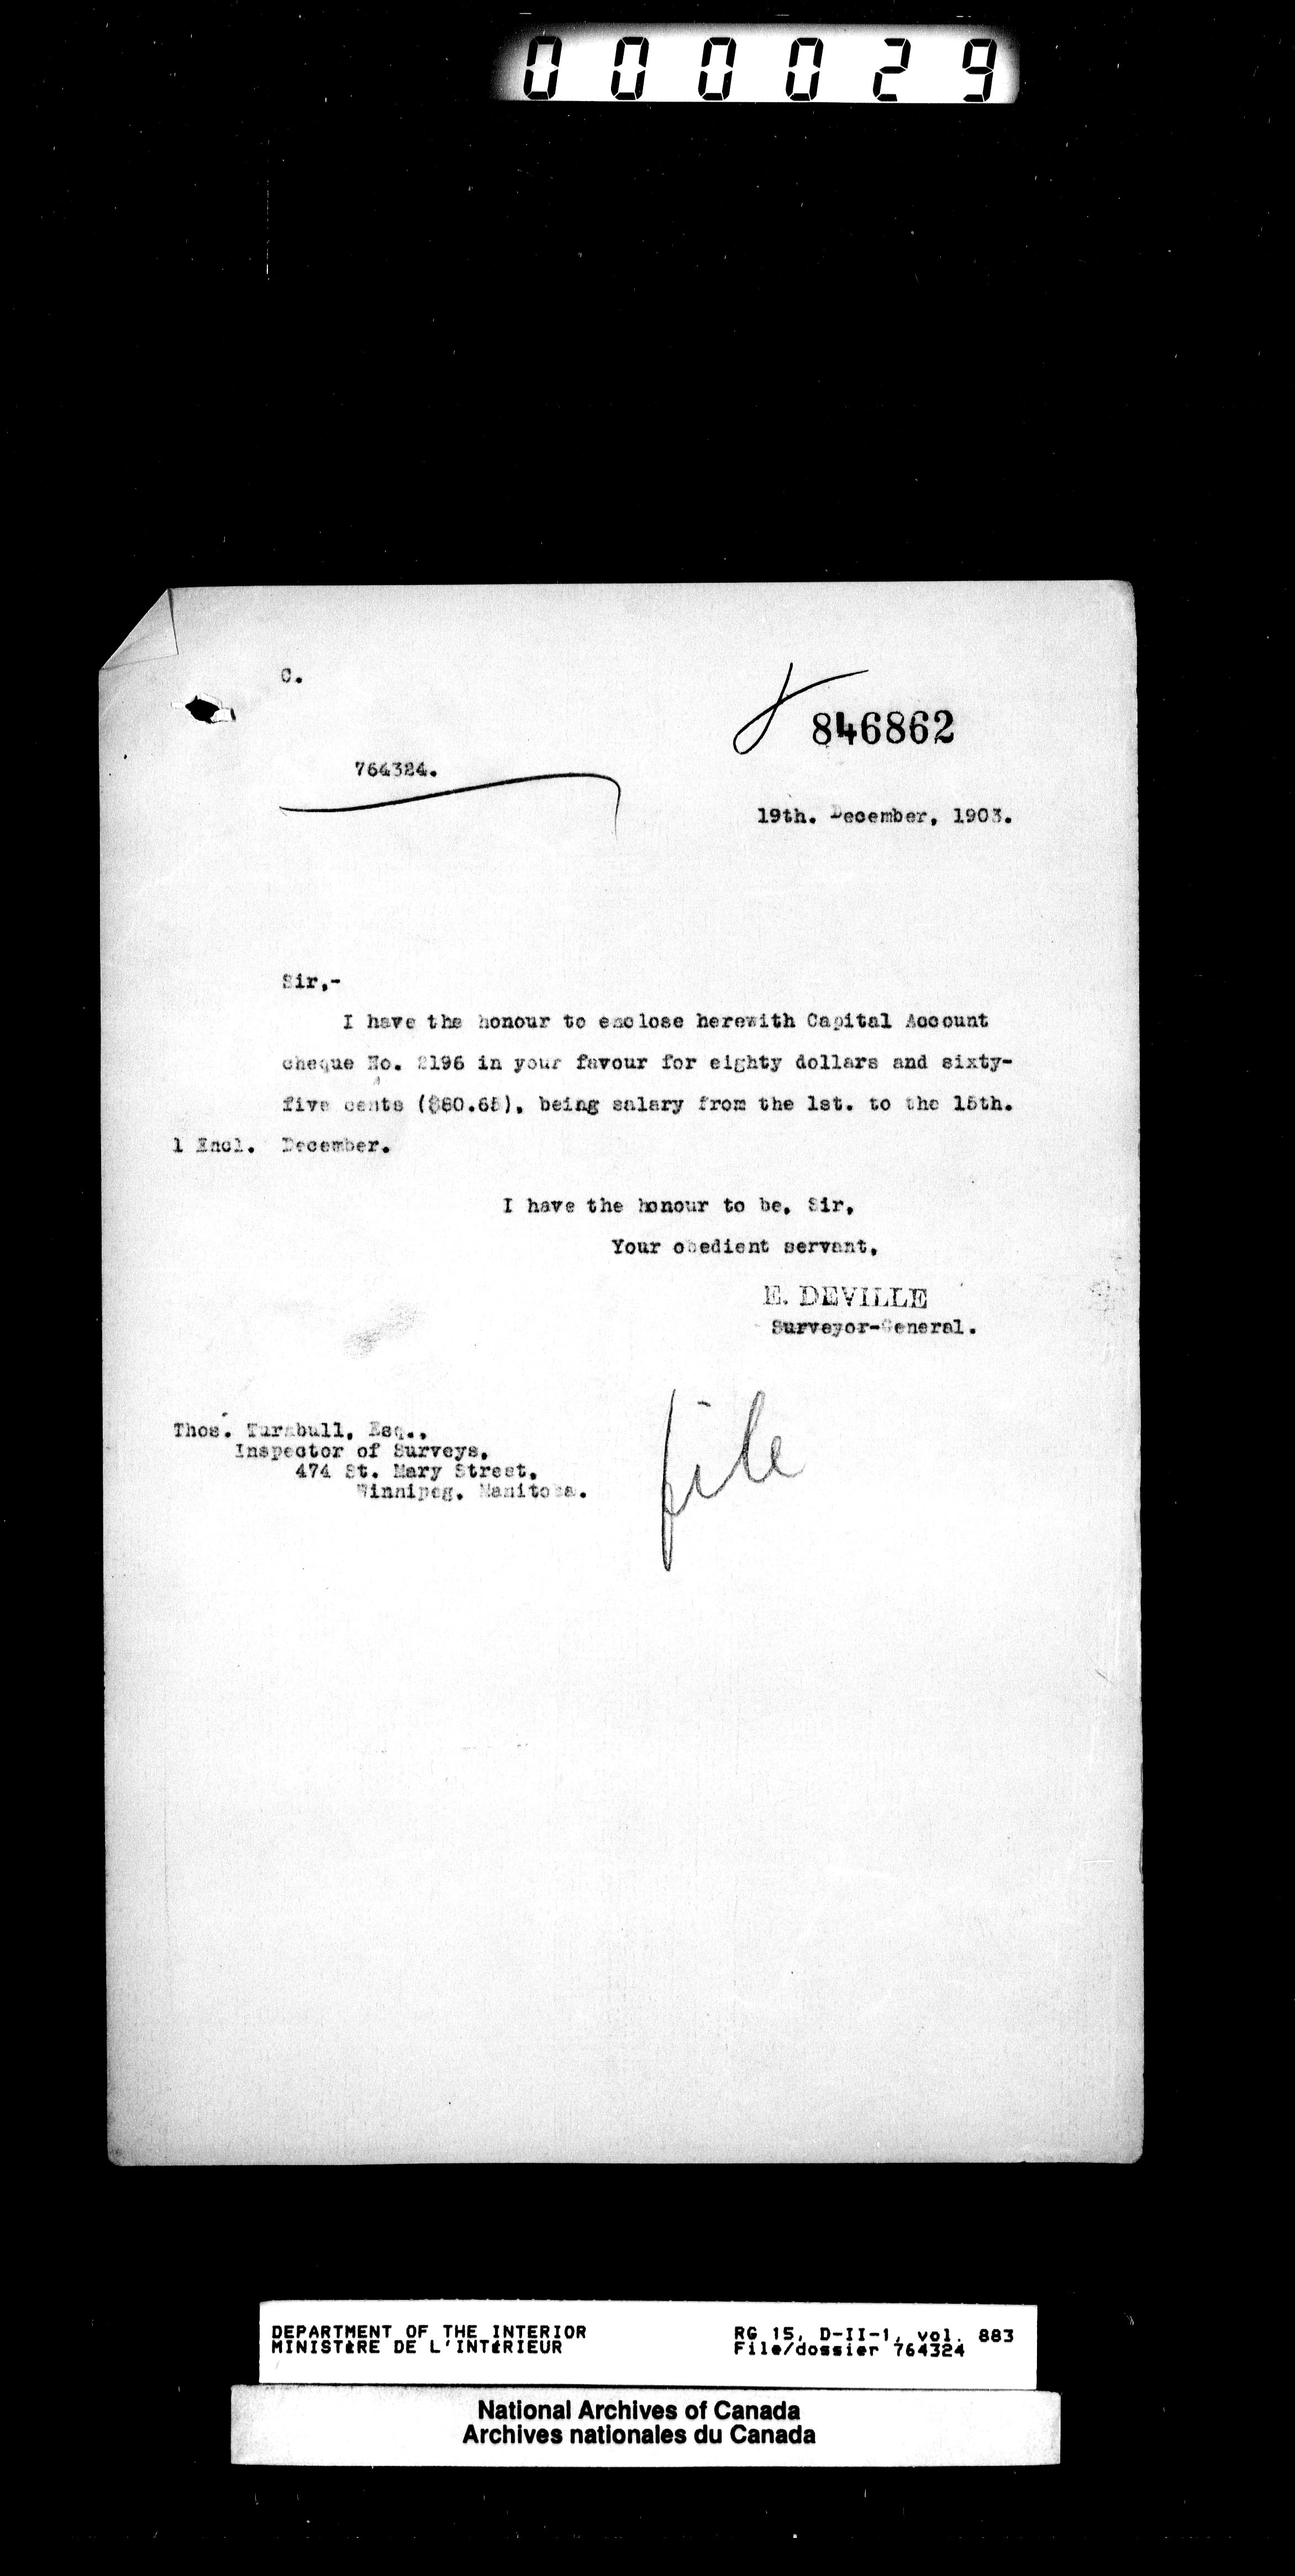 000029
C.
846862
764324.
19th. December, 1903.
Sir,-
I have the honour to enclose herewith Capital Account
cheque No. 2196 in your favour for eighty dollars and sixty-
five cents ($80.65), being salary from the 1st. to the 15th.
1 Encl. December.
I have the honour to be, Sir,
Your obedient servant,
E. DEVILLE
Surveyor-General.
Thos. Turnbull, Esq.,
Inspector of Surveys,
474 St. Mary Street,
Winnipeg, Manitoba.
file
DEPARTMENT OF THE INTERIOR RG 15, D-II-1, vol. 883
MINISTÈRE DE L'INTÉRIEUR File/dossier 764324
National Archives of Canada
Archives nationales du Canada